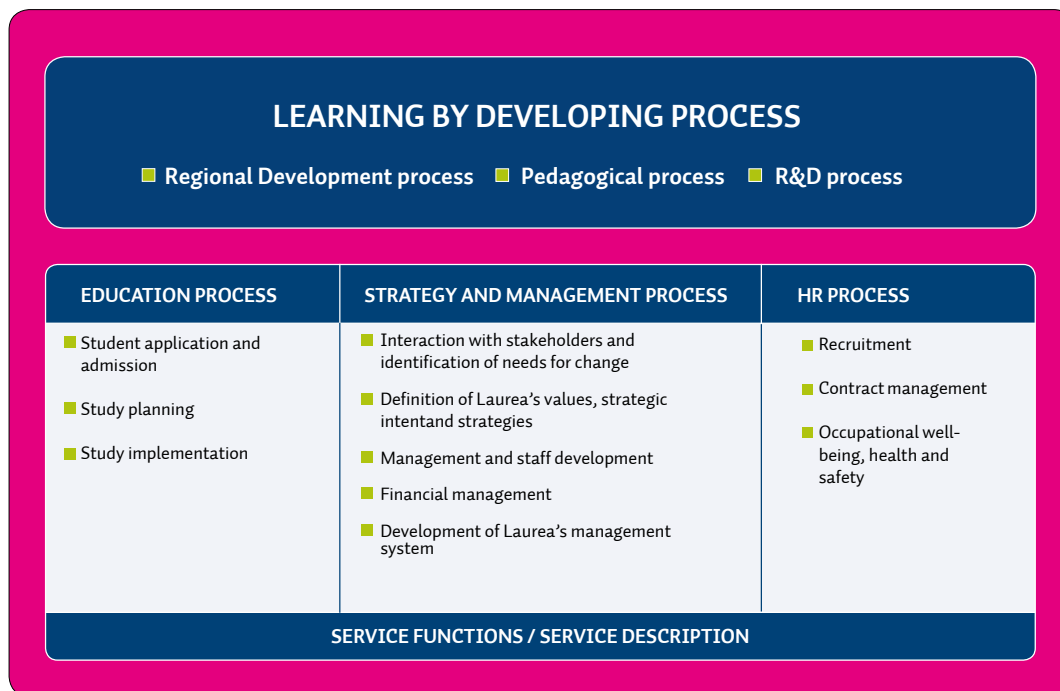 LEARNING BY DEVELOPING PROCESS
Regional Development process Pedagogical process R&D process
EDUCATION PROCESS
Student application and
admission
Study planning
Study implementation
STRATEGY AND MANAGEMENT PROCESS
Interaction with stakeholders and
identification of needs for change
Definition of Laurea's values, strategic
intentand strategies
Management and staff development
Financial management
Development of Laurea's management
system
HR PROCESS
Recruitment
Contract management
Occupational well-
being, health and
safety
SERVICE FUNCTIONS / SERVICE DESCRIPTION